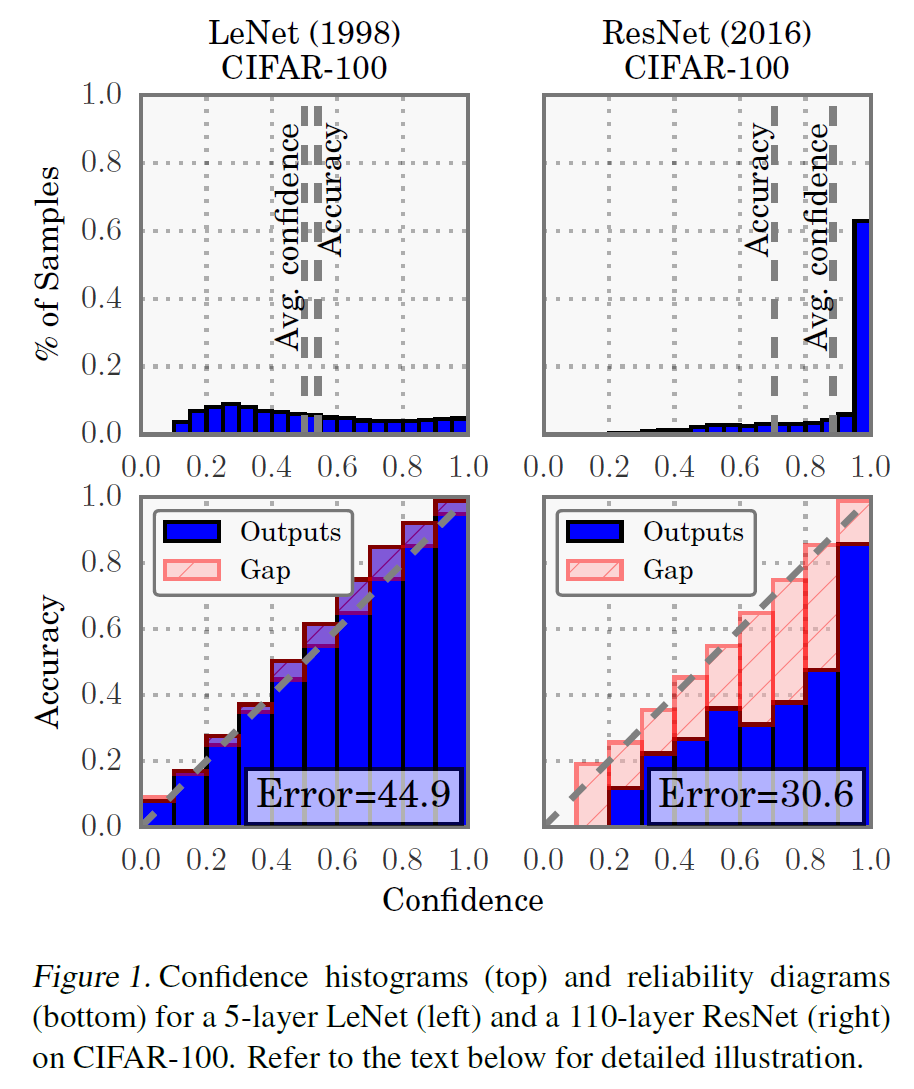 LeNet (1998)
CIFAR-100
ResNet (2016)
CIFAR-100
% of Samples
1.0
0.8
0.6
0.4
0.2
0.0
Avg. confidence
Accuracy
Accuracy
Avg. confidence
0.0 0.2 0.4 0.6 0.8 1.0
0.0 0.2 0.4 0.6 0.8 1.0
Accuracy
1.0
0.8
0.6
0.4
0.2
0.0
Outputs
Gap
Error=44.9
Outputs
Gap
Error=30.6
0.0 0.2 0.4 0.6 0.8 1.0
0.0 0.2 0.4 0.6 0.8 1.0
Confidence
Figure 1. Confidence histograms (top) and reliability diagrams
(bottom) for a 5-layer LeNet (left) and a 110-layer ResNet (right)
on CIFAR-100. Refer to the text below for detailed illustration.